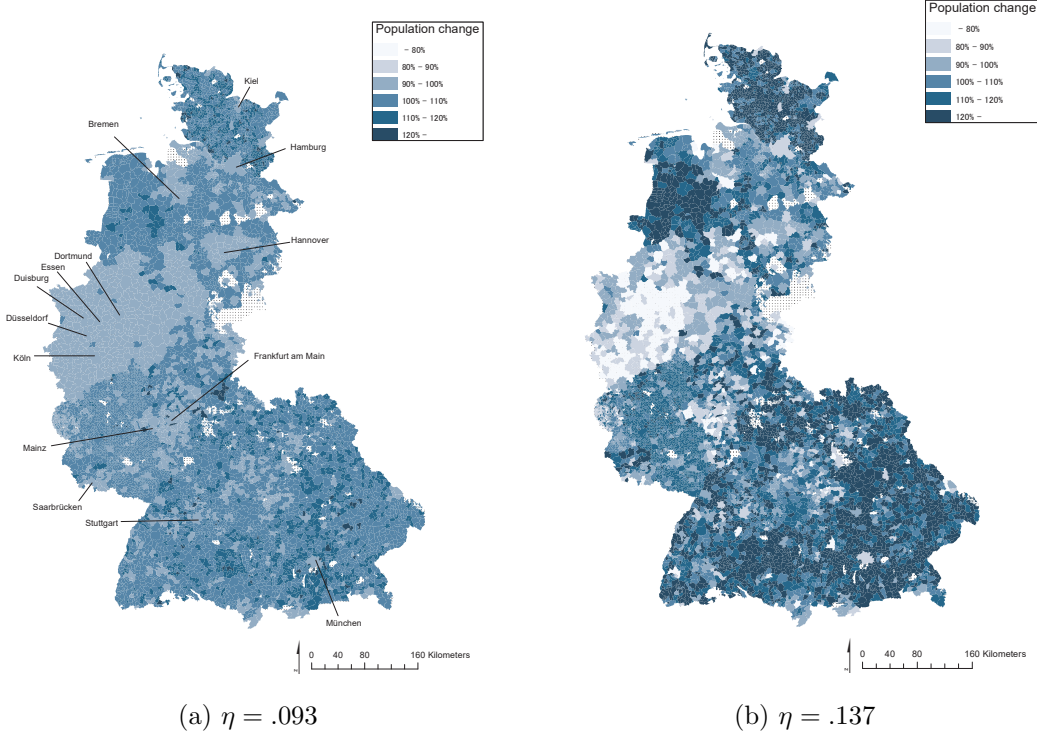 Population change
- 80%
80% - 90%
90% - 100%
100% - 110%
110% - 120%
120% -
Kiel
Bremen
Hamburg
Hannover
Dortmund
Essen
Duisburg
Düsseldorf
Köln
Frankfurt am Main
Mainz
Saarbrücken
Stuttgart
München
N
0 40 80 160 Kilometers
(a) η = .093
Population change
- 80%
80% - 90%
90% - 100%
100% - 110%
110% - 120%
120% -
N
0 40 80 160 Kilometers
(b) η = .137